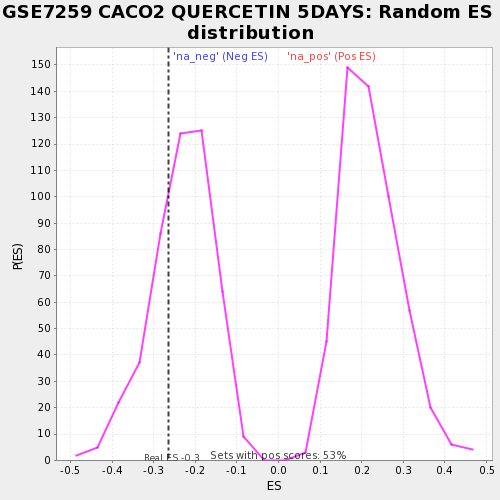 GSE7259 CACO2 QUERCETIN 5DAYS: Random ES
distribution
'na_neg' (Neg ES) 'na_pos' (Pos ES)
150
140
130
120
110
100
90
80
70
60
50
40
30
20
10
0
P(ES)
Real ES -0.3 Sets with pos scores: 53%
-0.5 -0.4 -0.3 -0.2 -0.1 0.0 0.1 0.2 0.3 0.4 0.5
ES